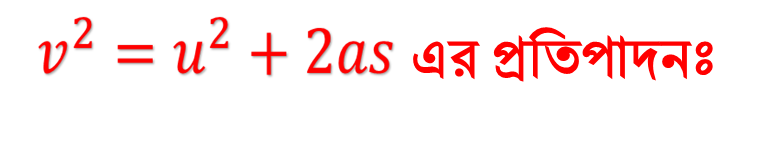 v² = u² + 2as এর প্রতিপাদনঃ